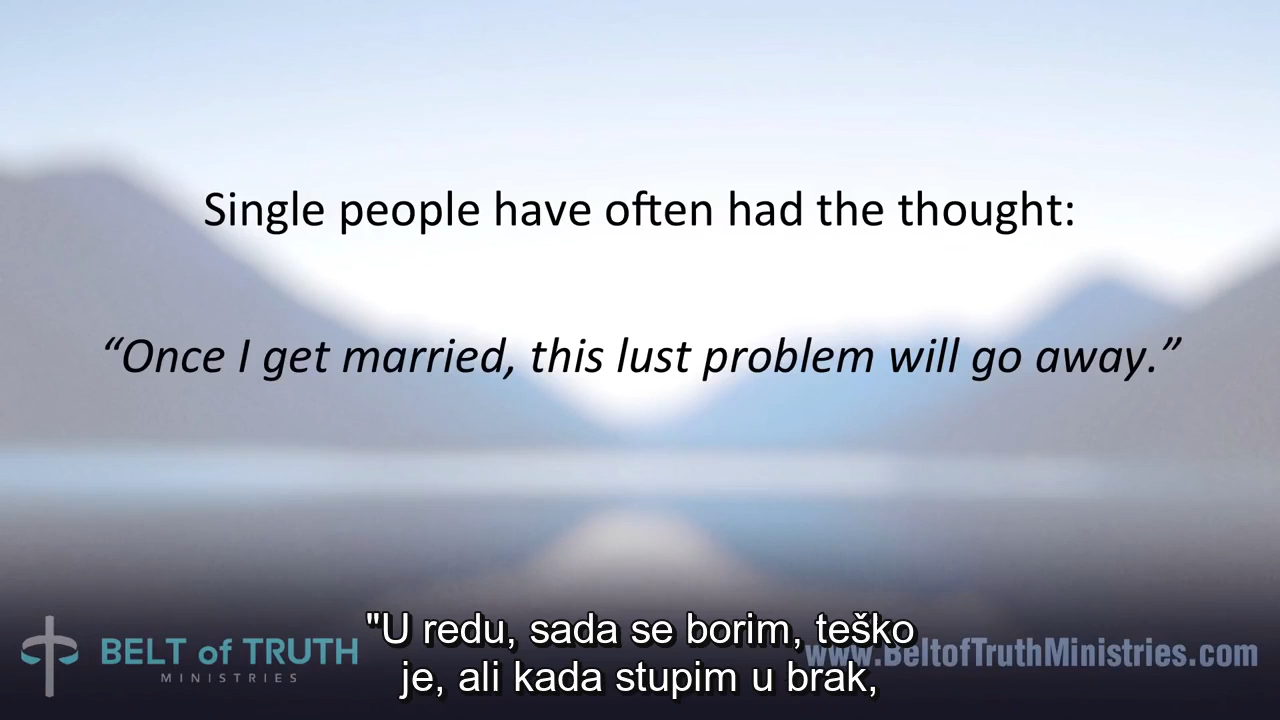 Single people have often had the thought:
“Once I get married, this lust problem will go away.”
BELT of TRUTH
MINISTRIES
"U redu, sada se borim, teško
je, ali kada stupim u brak,
www.BeltofTruthMinistries.com